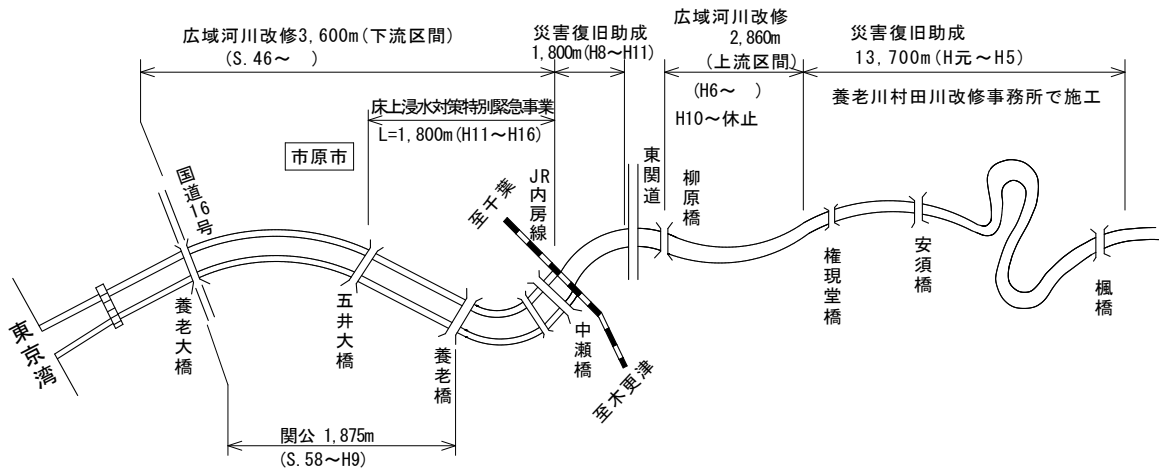 広域河川改修3,600m(下流区間)
(S.46～　)
災害復旧助成
1,800m(H8～H11)
広域河川改修
2,860m
(上流区間)
(H6～　)
H10～休止
災害復旧助成
13,700m(H元～H5)
養老川村田川改修事務所で施工
床上浸水対策特別緊急事業
L=1,800m(H11～H16)
市原市
国道16号
至千葉
JR内房線
東関道
柳原橋
権現堂橋
安須橋
楓橋
東京湾
養老大橋
五井大橋
養老橋
中瀬橋
至木更津
関公 1,875m
(S.58～H9)